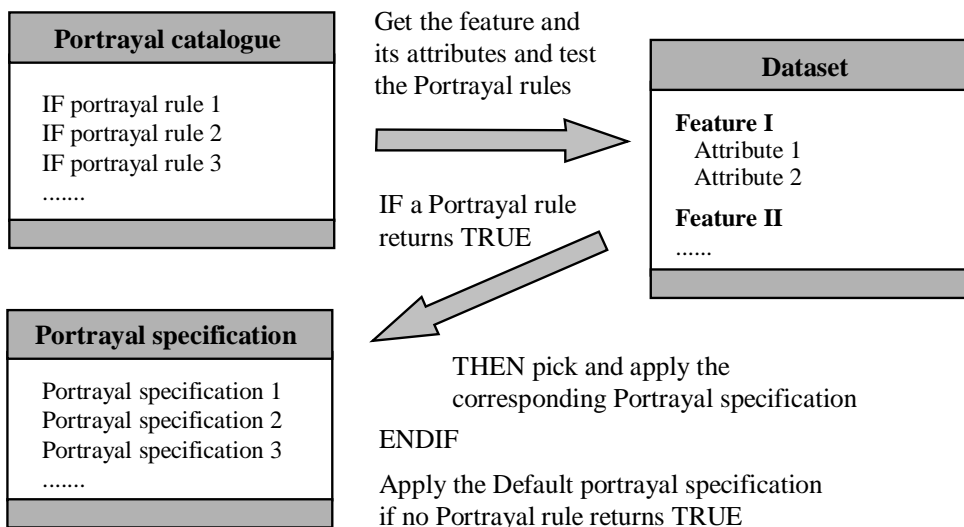 Portrayal catalogue
IF portrayal rule 1
IF portrayal rule 2
IF portrayal rule 3
.......
Get the feature and
its attributes and test
the Portrayal rules
Dataset
Feature I
Attribute 1
Attribute 2
Feature II
......
IF a Portrayal rule
returns TRUE
Portrayal specification
Portrayal specification 1
Portrayal specification 2
Portrayal specification 3
.......
THEN pick and apply the
corresponding Portrayal specification
ENDIF
Apply the Default portrayal specification
if no Portrayal rule returns TRUE